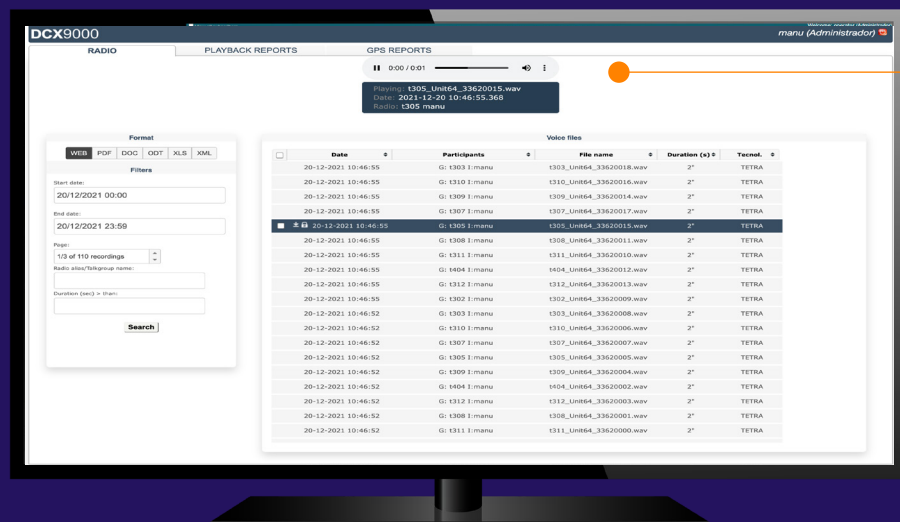 Welcome, operator (Administrador)
DCX9000
manu (Administrador)
RADIO PLAYBACK REPORTS GPS REPORTS
0:00 / 0:01
Playing: t305_Unit64_33620015.wav
Date: 2021-12-20 10:46:55.368
Radio: t305 manu
Format
WEB PDF DOC ODT XLS XML
Filters
Start date:
20/12/2021 00:00
End date:
20/12/2021 23:59
Page:
1/3 of 110 recordings
Radio alias/Talkgroup name:
Duration (sec) > than:
Search
Voice files
Date Participants File name Duration (s) Tecnol.
20-12-2021 10:46:55 G: t303 I:manu t303_Unit64_33620018.wav 2" TETRA
20-12-2021 10:46:55 G: t310 I:manu t310_Unit64_33620016.wav 2" TETRA
20-12-2021 10:46:55 G: t309 I:manu t309_Unit64_33620014.wav 2" TETRA
20-12-2021 10:46:55 G: t307 I:manu t307_Unit64_33620017.wav 2" TETRA
20-12-2021 10:46:55 G: t305 I:manu t305_Unit64_33620015.wav 2" TETRA
20-12-2021 10:46:55 G: t308 I:manu t308_Unit64_33620011.wav 2" TETRA
20-12-2021 10:46:55 G: t311 I:manu t311_Unit64_33620010.wav 2" TETRA
20-12-2021 10:46:55 G: t404 I:manu t404_Unit64_33620012.wav 2" TETRA
20-12-2021 10:46:55 G: t312 I:manu t312_Unit64_33620013.wav 2" TETRA
20-12-2021 10:46:55 G: t302 I:manu t302_Unit64_33620009.wav 2" TETRA
20-12-2021 10:46:52 G: t303 I:manu t303_Unit64_33620008.wav 2" TETRA
20-12-2021 10:46:52 G: t310 I:manu t310_Unit64_33620006.wav 2" TETRA
20-12-2021 10:46:52 G: t307 I:manu t307_Unit64_33620007.wav 2" TETRA
20-12-2021 10:46:52 G: t305 I:manu t305_Unit64_33620005.wav 2" TETRA
20-12-2021 10:46:52 G: t309 I:manu t309_Unit64_33620004.wav 2" TETRA
20-12-2021 10:46:52 G: t404 I:manu t404_Unit64_33620002.wav 2" TETRA
20-12-2021 10:46:52 G: t312 I:manu t312_Unit64_33620003.wav 2" TETRA
20-12-2021 10:46:52 G: t308 I:manu t308_Unit64_33620001.wav 2" TETRA
20-12-2021 10:46:52 G: t311 I:manu t311_Unit64_33620000.wav 2" TETRA